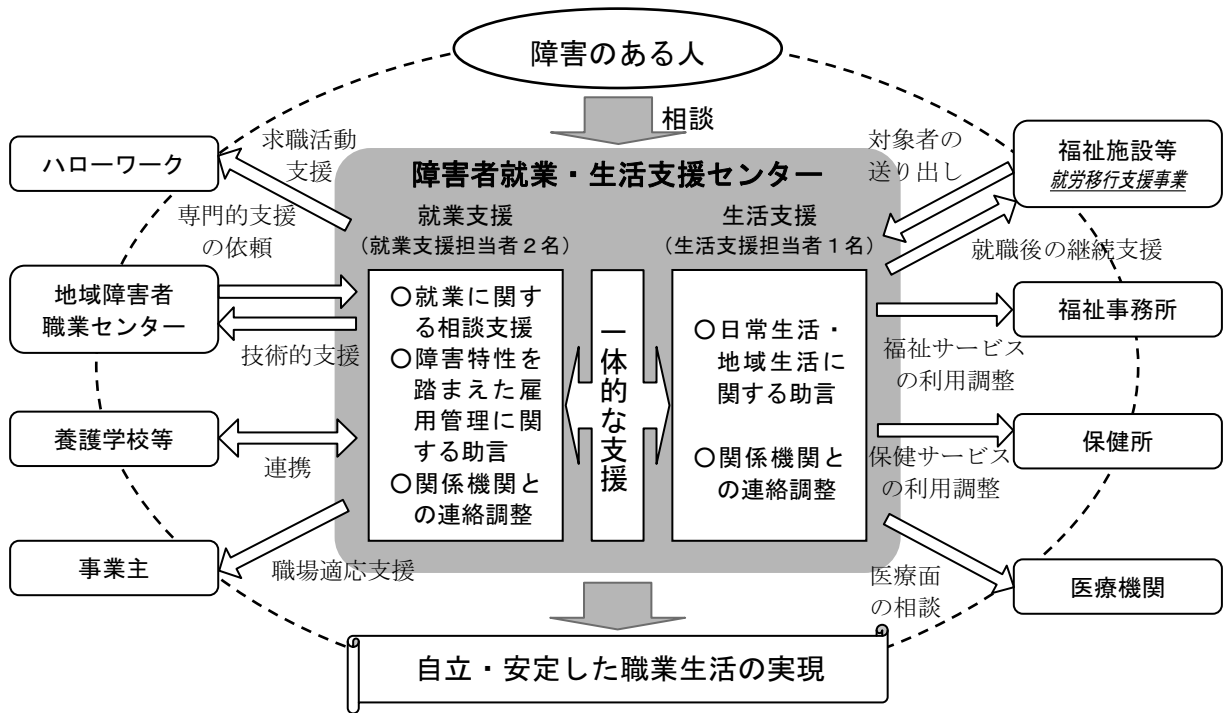 障害のある人
相談
ハローワーク
求職活動
支援
専門的支援
の依頼
地域障害者
職業センター
技術的支援
養護学校等
連携
事業主
職場適応支援
障害者就業・生活支援センター
就業支援
(就業支援担当者2名)
○就業に関す
る相談支援
○障害特性を
踏まえた雇
用管理に関
する助言
○関係機関と
の連絡調整
一体的な支援
生活支援
(生活支援担当者1名)
○日常生活・
地域生活に
関する助言
○関係機関と
の連絡調整
対象者の
送り出し
福祉施設等
就労移行支援事業
就職後の継続支援
福祉事務所
福祉サービス
の利用調整
保健所
保健サービス
の利用調整
医療機関
医療面
の相談
自立・安定した職業生活の実現